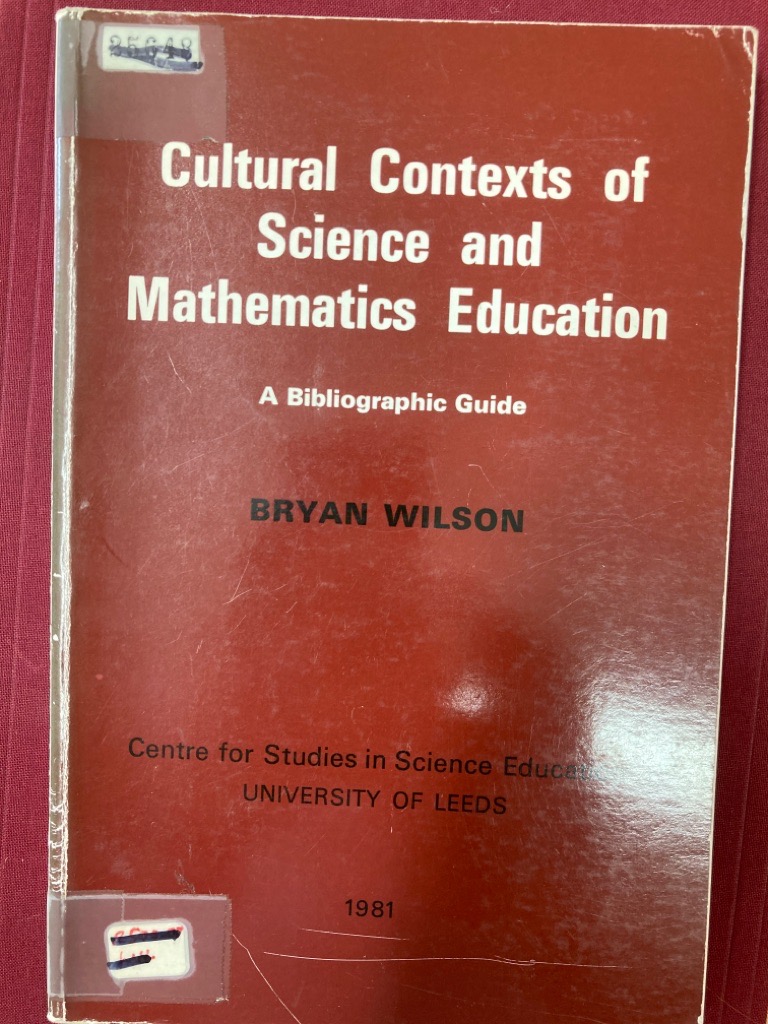 Cultural Contexts of
Science and
Mathematics Education
A Bibliographic Guide
BRYAN WILSON
Centre for Studies in Science
UNIVERSITY OF LEEDS
1981